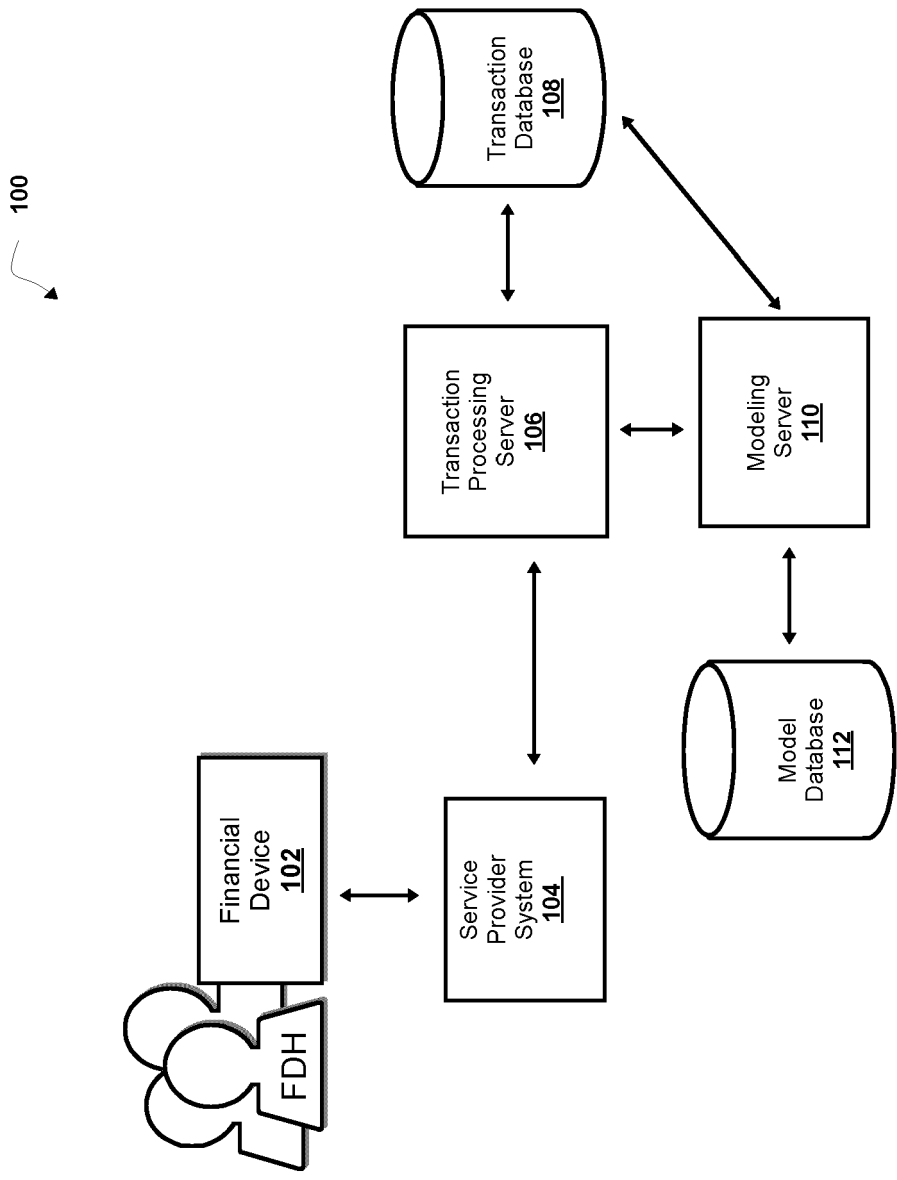 100
FDH
Financial
Device
102
Service
Provider
System
104
Transaction
Processing
Server
106
Transaction
Database
108
Model
Database
112
Modeling
Server
110